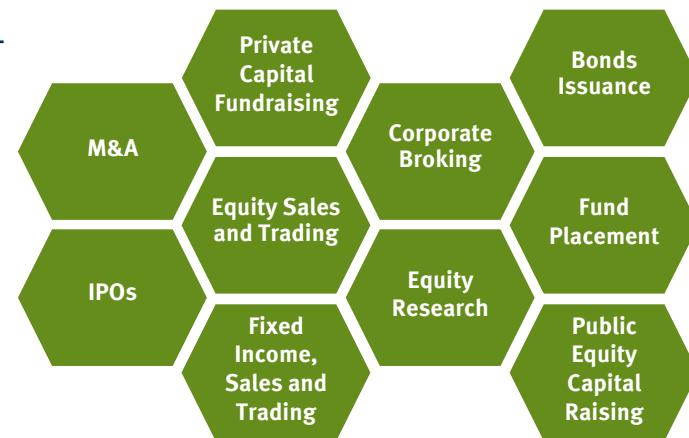 Private
Capital
Fundraising
Bonds
Issuance
M&A
Corporate
Broking
Equity Sales
and Trading
Fund
Placement
IPOs
Equity
Research
Fixed
Income,
Sales and
Trading
Public
Equity
Capital
Raising